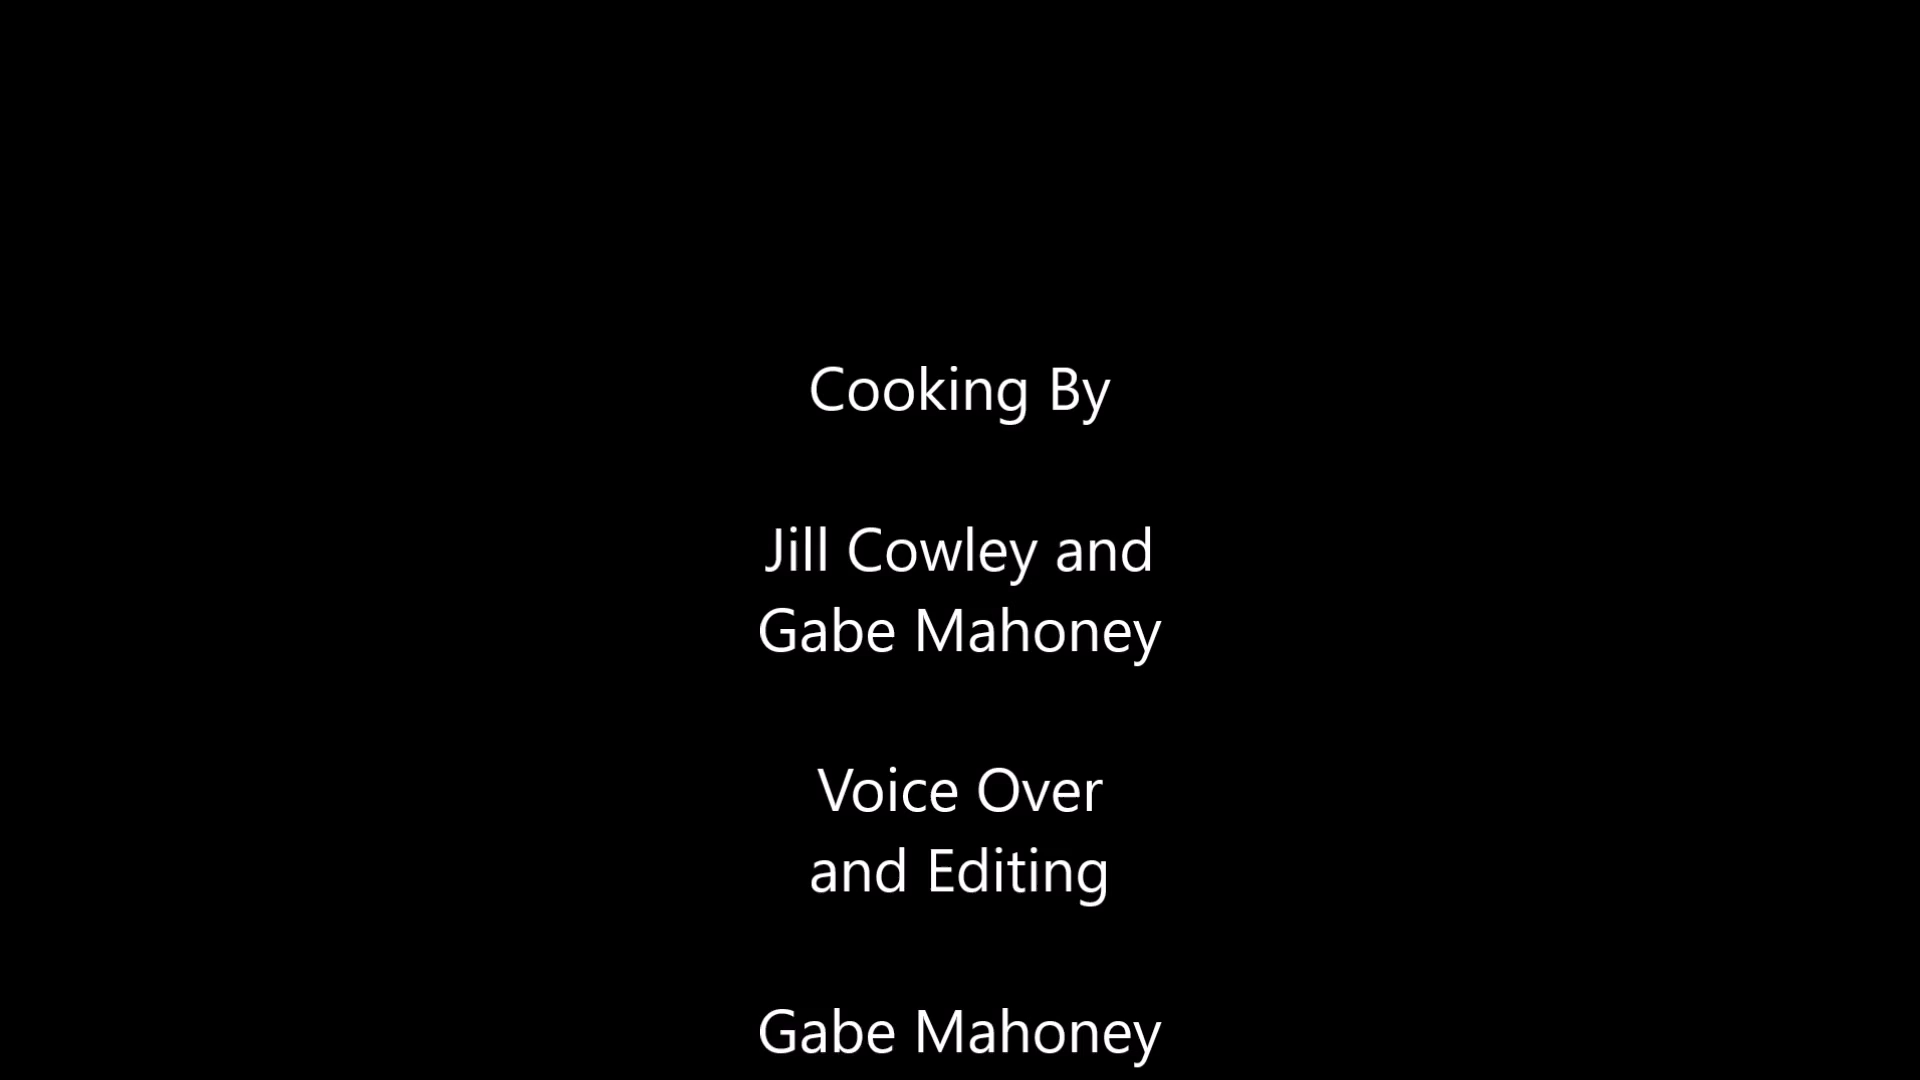 Cooking By
Jill Cowley and
Gabe Mahoney
Voice Over
and Editing
Gabe Mahoney